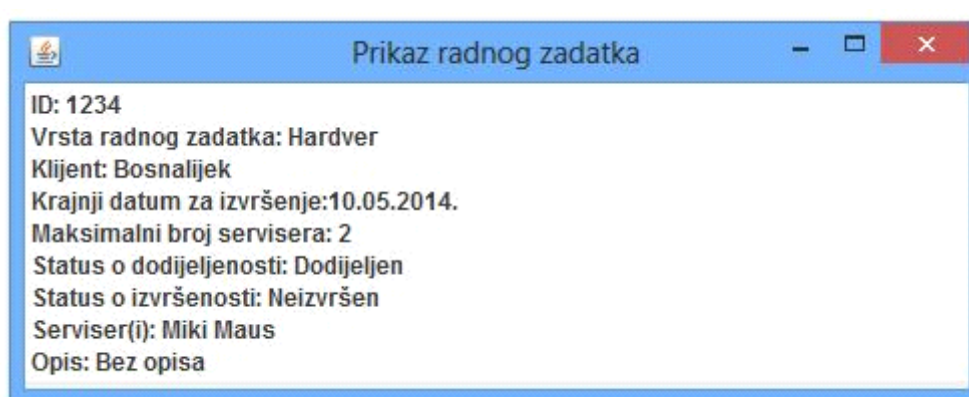 Prikaz radnog zadatka
ID: 1234
Vrsta radnog zadatka: Hardver
Klijent: Bosnalijek
Krajnji datum za izvršenje:10.05.2014.
Maksimalni broj servisera: 2
Status o dodijeljenosti: Dodijeljen
Status o izvršenosti: Neizvršen
Serviser(i): Miki Maus
Opis: Bez opisa